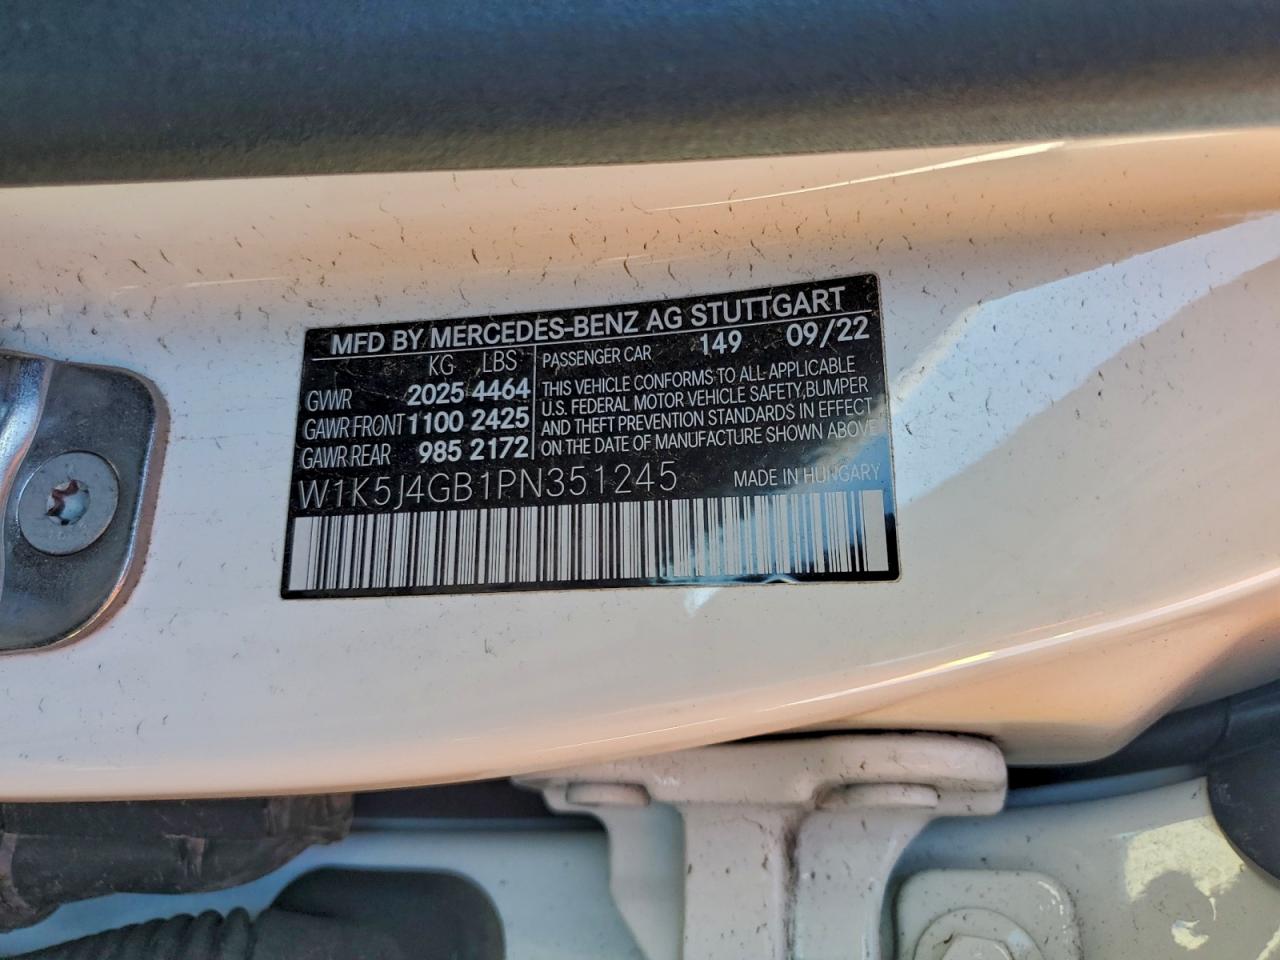 MFD BY MERCEDES-BENZ AG STUTTGART
KG LBS
GVWR 2025 4464
GAWR FRONT 1100 2425
GAWR REAR 985 2172
PASSENGER CAR 149 09/22
THIS VEHICLE CONFORMS TO ALL APPLICABLE
U.S. FEDERAL MOTOR VEHICLE SAFETY, BUMPER
AND THEFT PREVENTION STANDARDS IN EFFECT
ON THE DATE OF MANUFACTURE SHOWN ABOVE
W1K5J4GB1PN351245
MADE IN HUNGARY